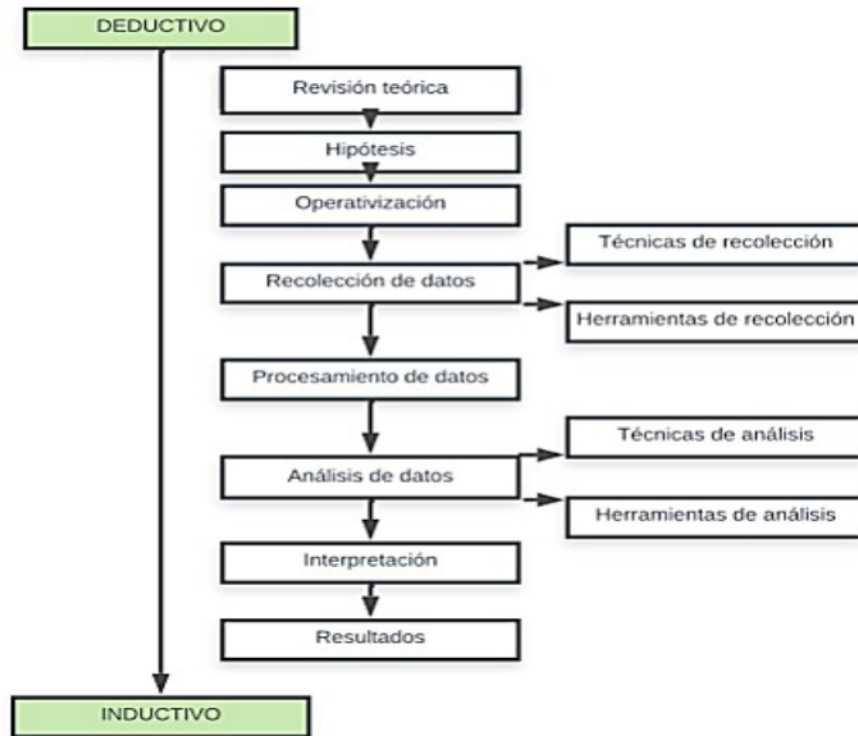 DEDUCTIVO
Revisión teórica
Hipótesis
Operativización
Técnicas de recolección
Recolección de datos
Herramientas de recolección
Procesamiento de datos
Técnicas de análisis
Análisis de datos
Herramientas de análisis
Interpretación
Resultados
INDUCTIVO